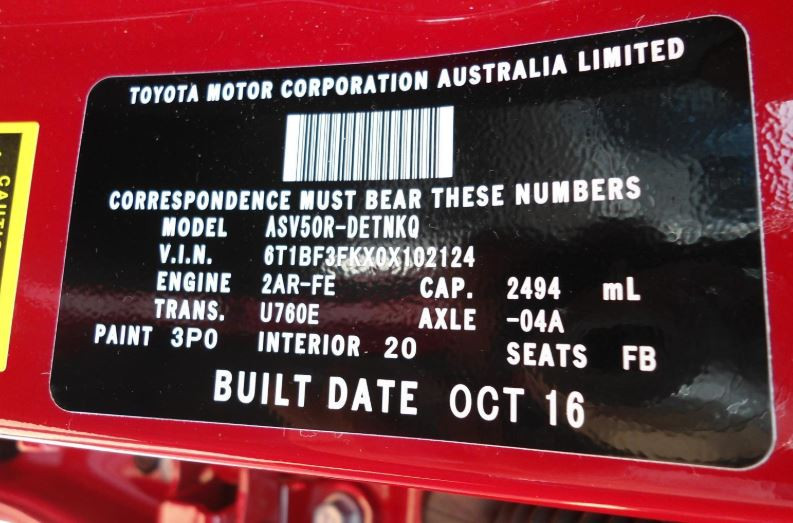 TOYOTA MOTOR CORPORATION AUSTRALIA LIMITED
CORRESPONDENCE MUST BEAR THESE NUMBERS
MODEL ASV50R-DETNKQ
V.I.N. 6T1BF3FKX0X102124
ENGINE 2AR-FE CAP. 2494 mL
TRANS. U760E AXLE -04A
PAINT 3P0 INTERIOR 20 SEATS FB
BUILT DATE OCT 16